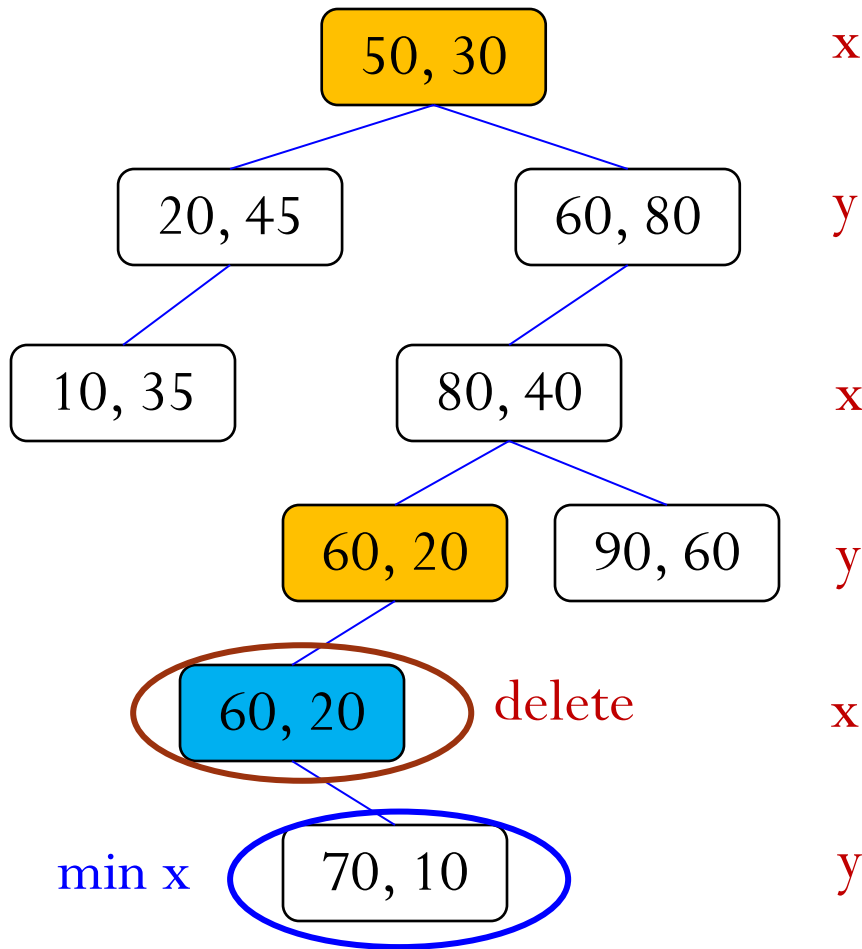 50, 30
x
20, 45
60, 80
y
10, 35
80, 40
x
60, 20
90, 60
y
60, 20
delete
x
min x
70, 10
y